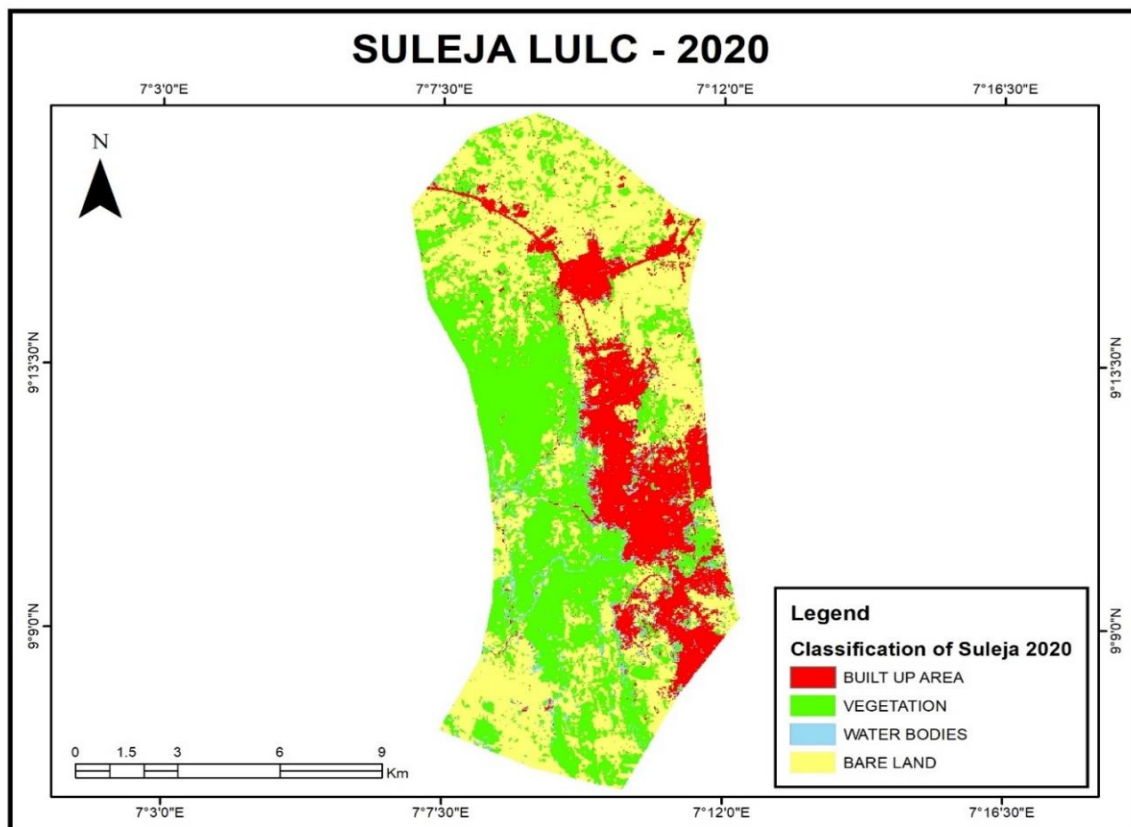 SULEJA LULC - 2020
7°3'0"E 7°7'30"E 7°12'0"E 7°16'30"E
N
9°13'30"N 9°13'30"N
9°9'0"N 9°9'0"N
Legend
Classification of Suleja 2020
BUILT UP AREA
VEGETATION
WATER BODIES
BARE LAND
0 1.5 3 6 9
Km
7°3'0"E 7°7'30"E 7°12'0"E 7°16'30"E